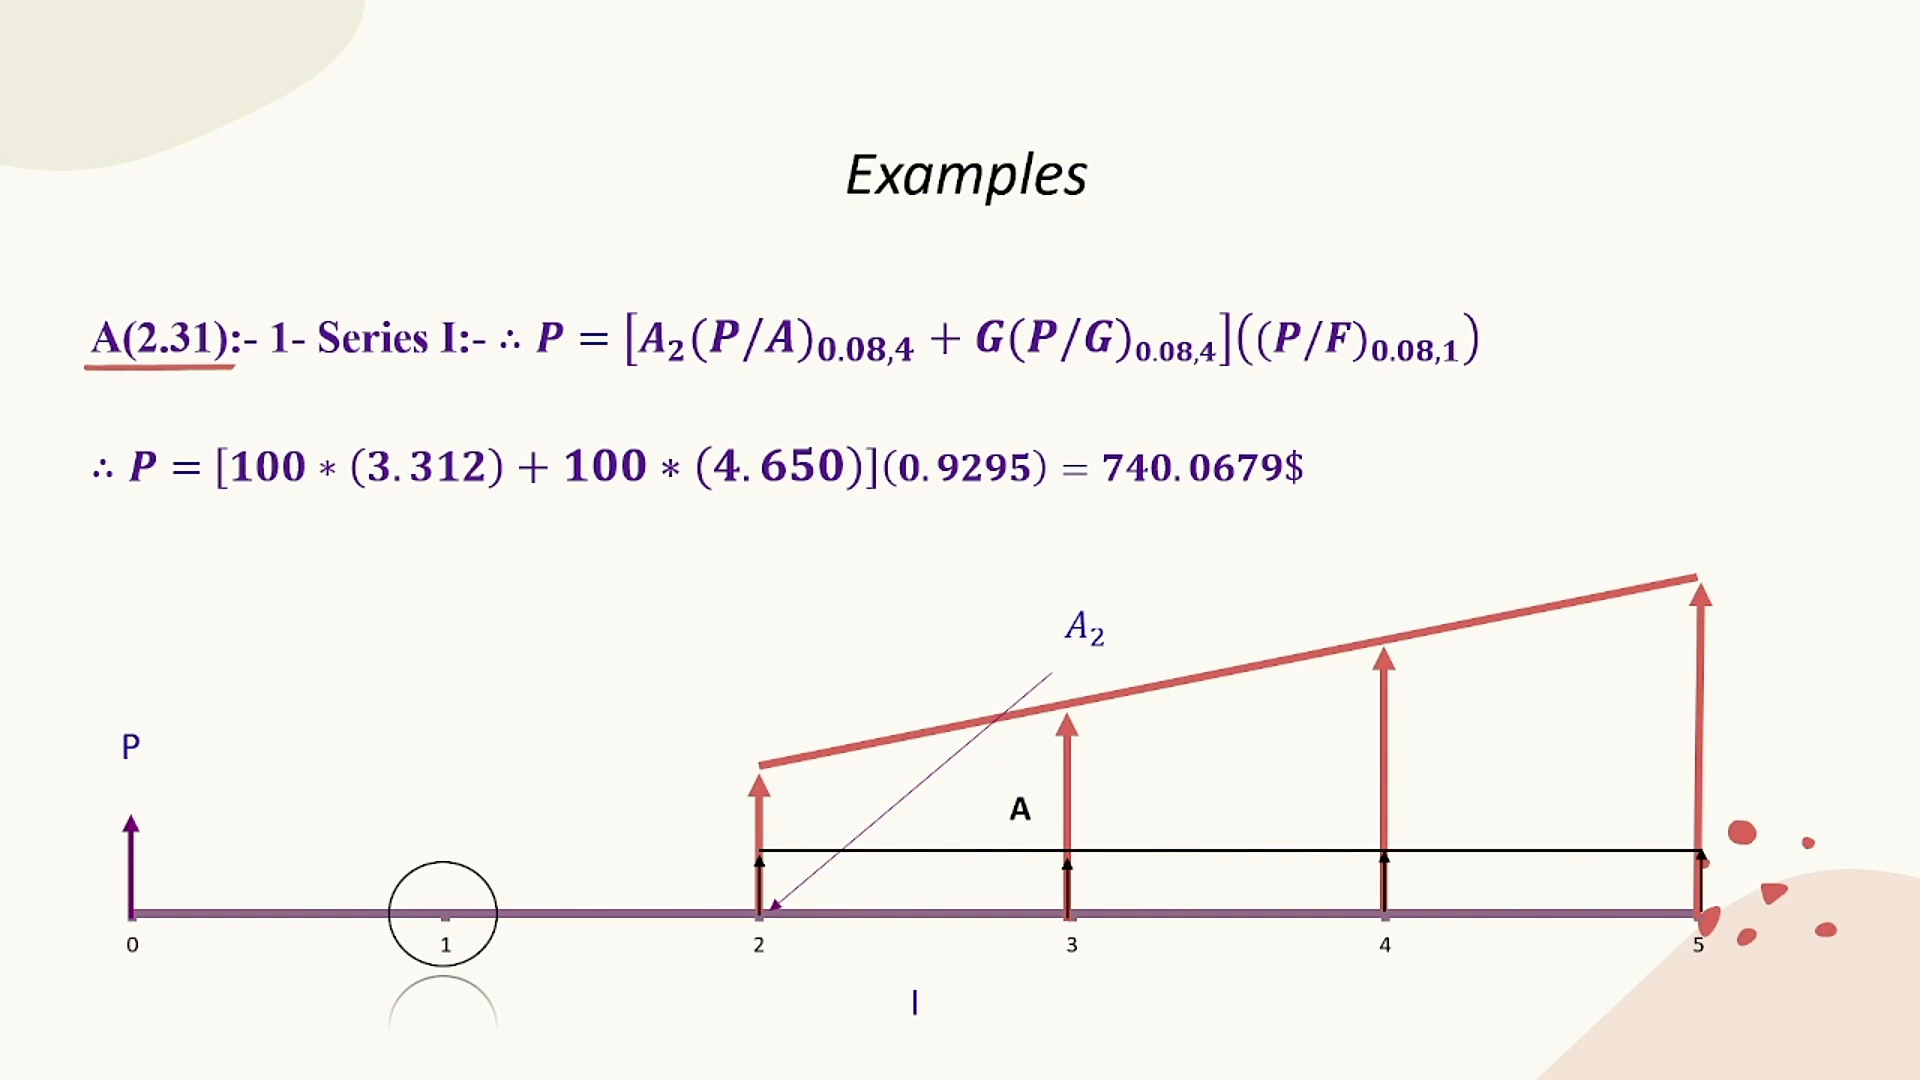 Examples
A(2.31):- 1- Series I:- ∴ P = [A₂(P/A)₀.₀₈,₄ + G(P/G)₀.₀₈,₄]((P/F)₀.₀₈,₁)
∴ P = [100 * (3.312) + 100 * (4.650)](0.9295) = 740.0679$
A₂
P
A
0 1 2 3 4 5
I